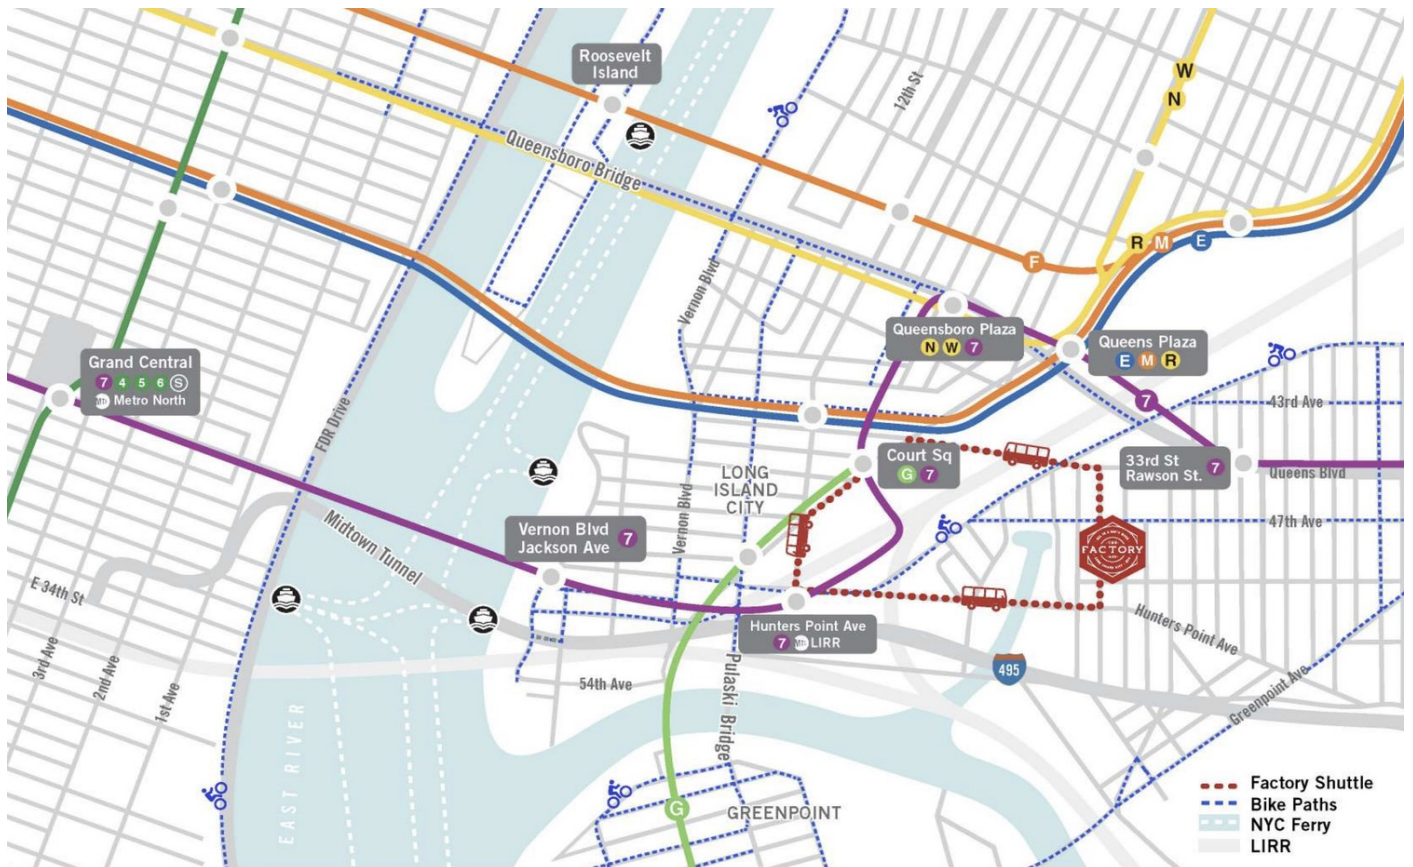 Roosevelt
Island
12th St
W
N
Queensboro Bridge
R
M
E
F
Vernon Blvd
Queensboro Plaza
N W 7
Queens Plaza
E M R
Grand Central
7 4 5 6 S
Metro North
FDR Drive
7
43rd Ave
Court Sq
G 7
33rd St
Rawson St. 7
Queens Blvd
LONG
ISLAND
CITY
Vernon Blvd
47th Ave
Vernon Blvd
Jackson Ave 7
Midtown Tunnel
THE
FACTORY
E 34th St
Hunters Point Ave
7 LIRR
Hunters Point Ave
3rd Ave
2nd Ave
1st Ave
54th Ave
495
Pulaski Bridge
Greenpoint Ave
EAST RIVER
G
GREENPOINT
Factory Shuttle
Bike Paths
NYC Ferry
LIRR